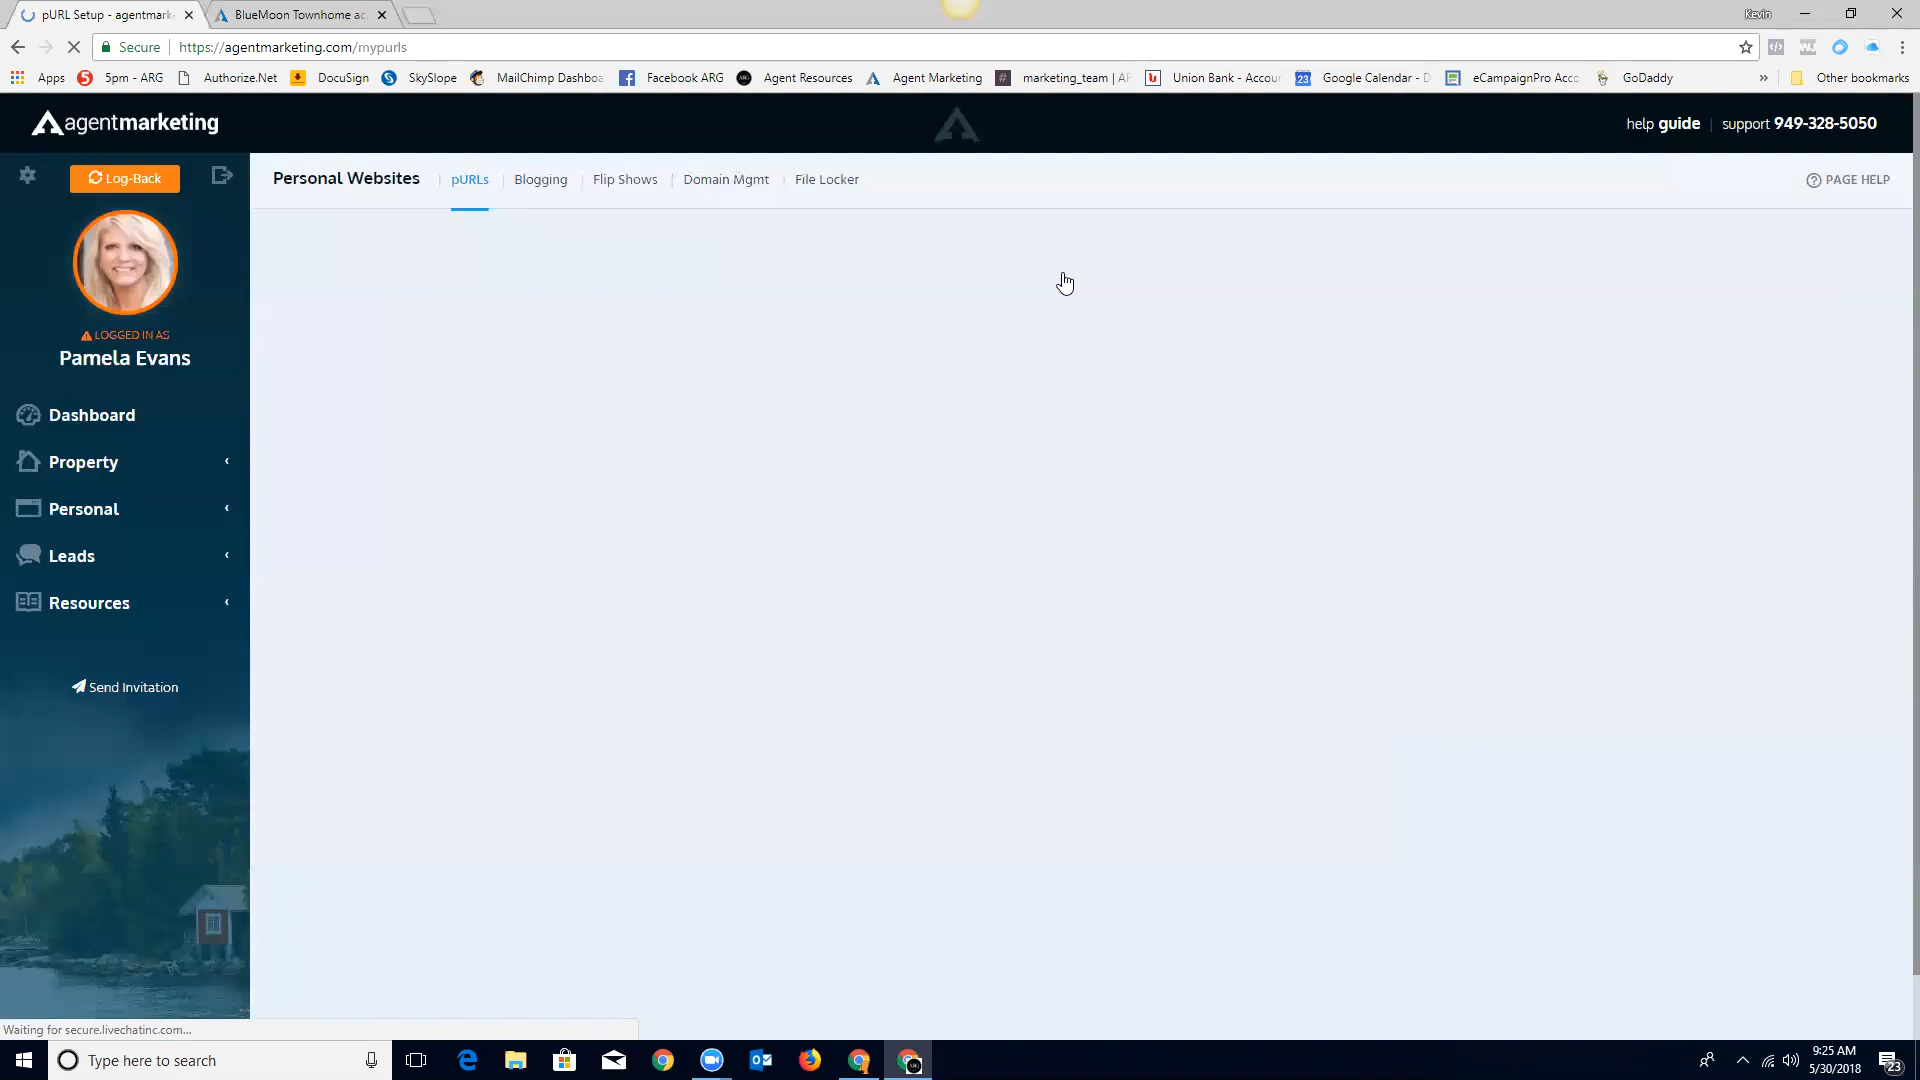 pURL Setup - agentmark
BlueMoon Townhome ac
Kevin
Secure
https://agentmarketing.com/mypurls
Apps
5pm - ARG
Authorize.Net
DocuSign
SkySlope
MailChimp Dashboa
Facebook ARG
Agent Resources
Agent Marketing
marketing_team | AR
Union Bank - Accou
Google Calendar - D
eCampaignPro Acco
GoDaddy
»
Other bookmarks
agentmarketing
help guide | support 949-328-5050
Log-Back
Personal Websites
pURLs
Blogging
Flip Shows
Domain Mgmt
File Locker
PAGE HELP
LOGGED IN AS
Pamela Evans
Dashboard
Property
Personal
Leads
Resources
Send Invitation
Waiting for secure.livechatinc.com...
Type here to search
9:25 AM
5/30/2018
23